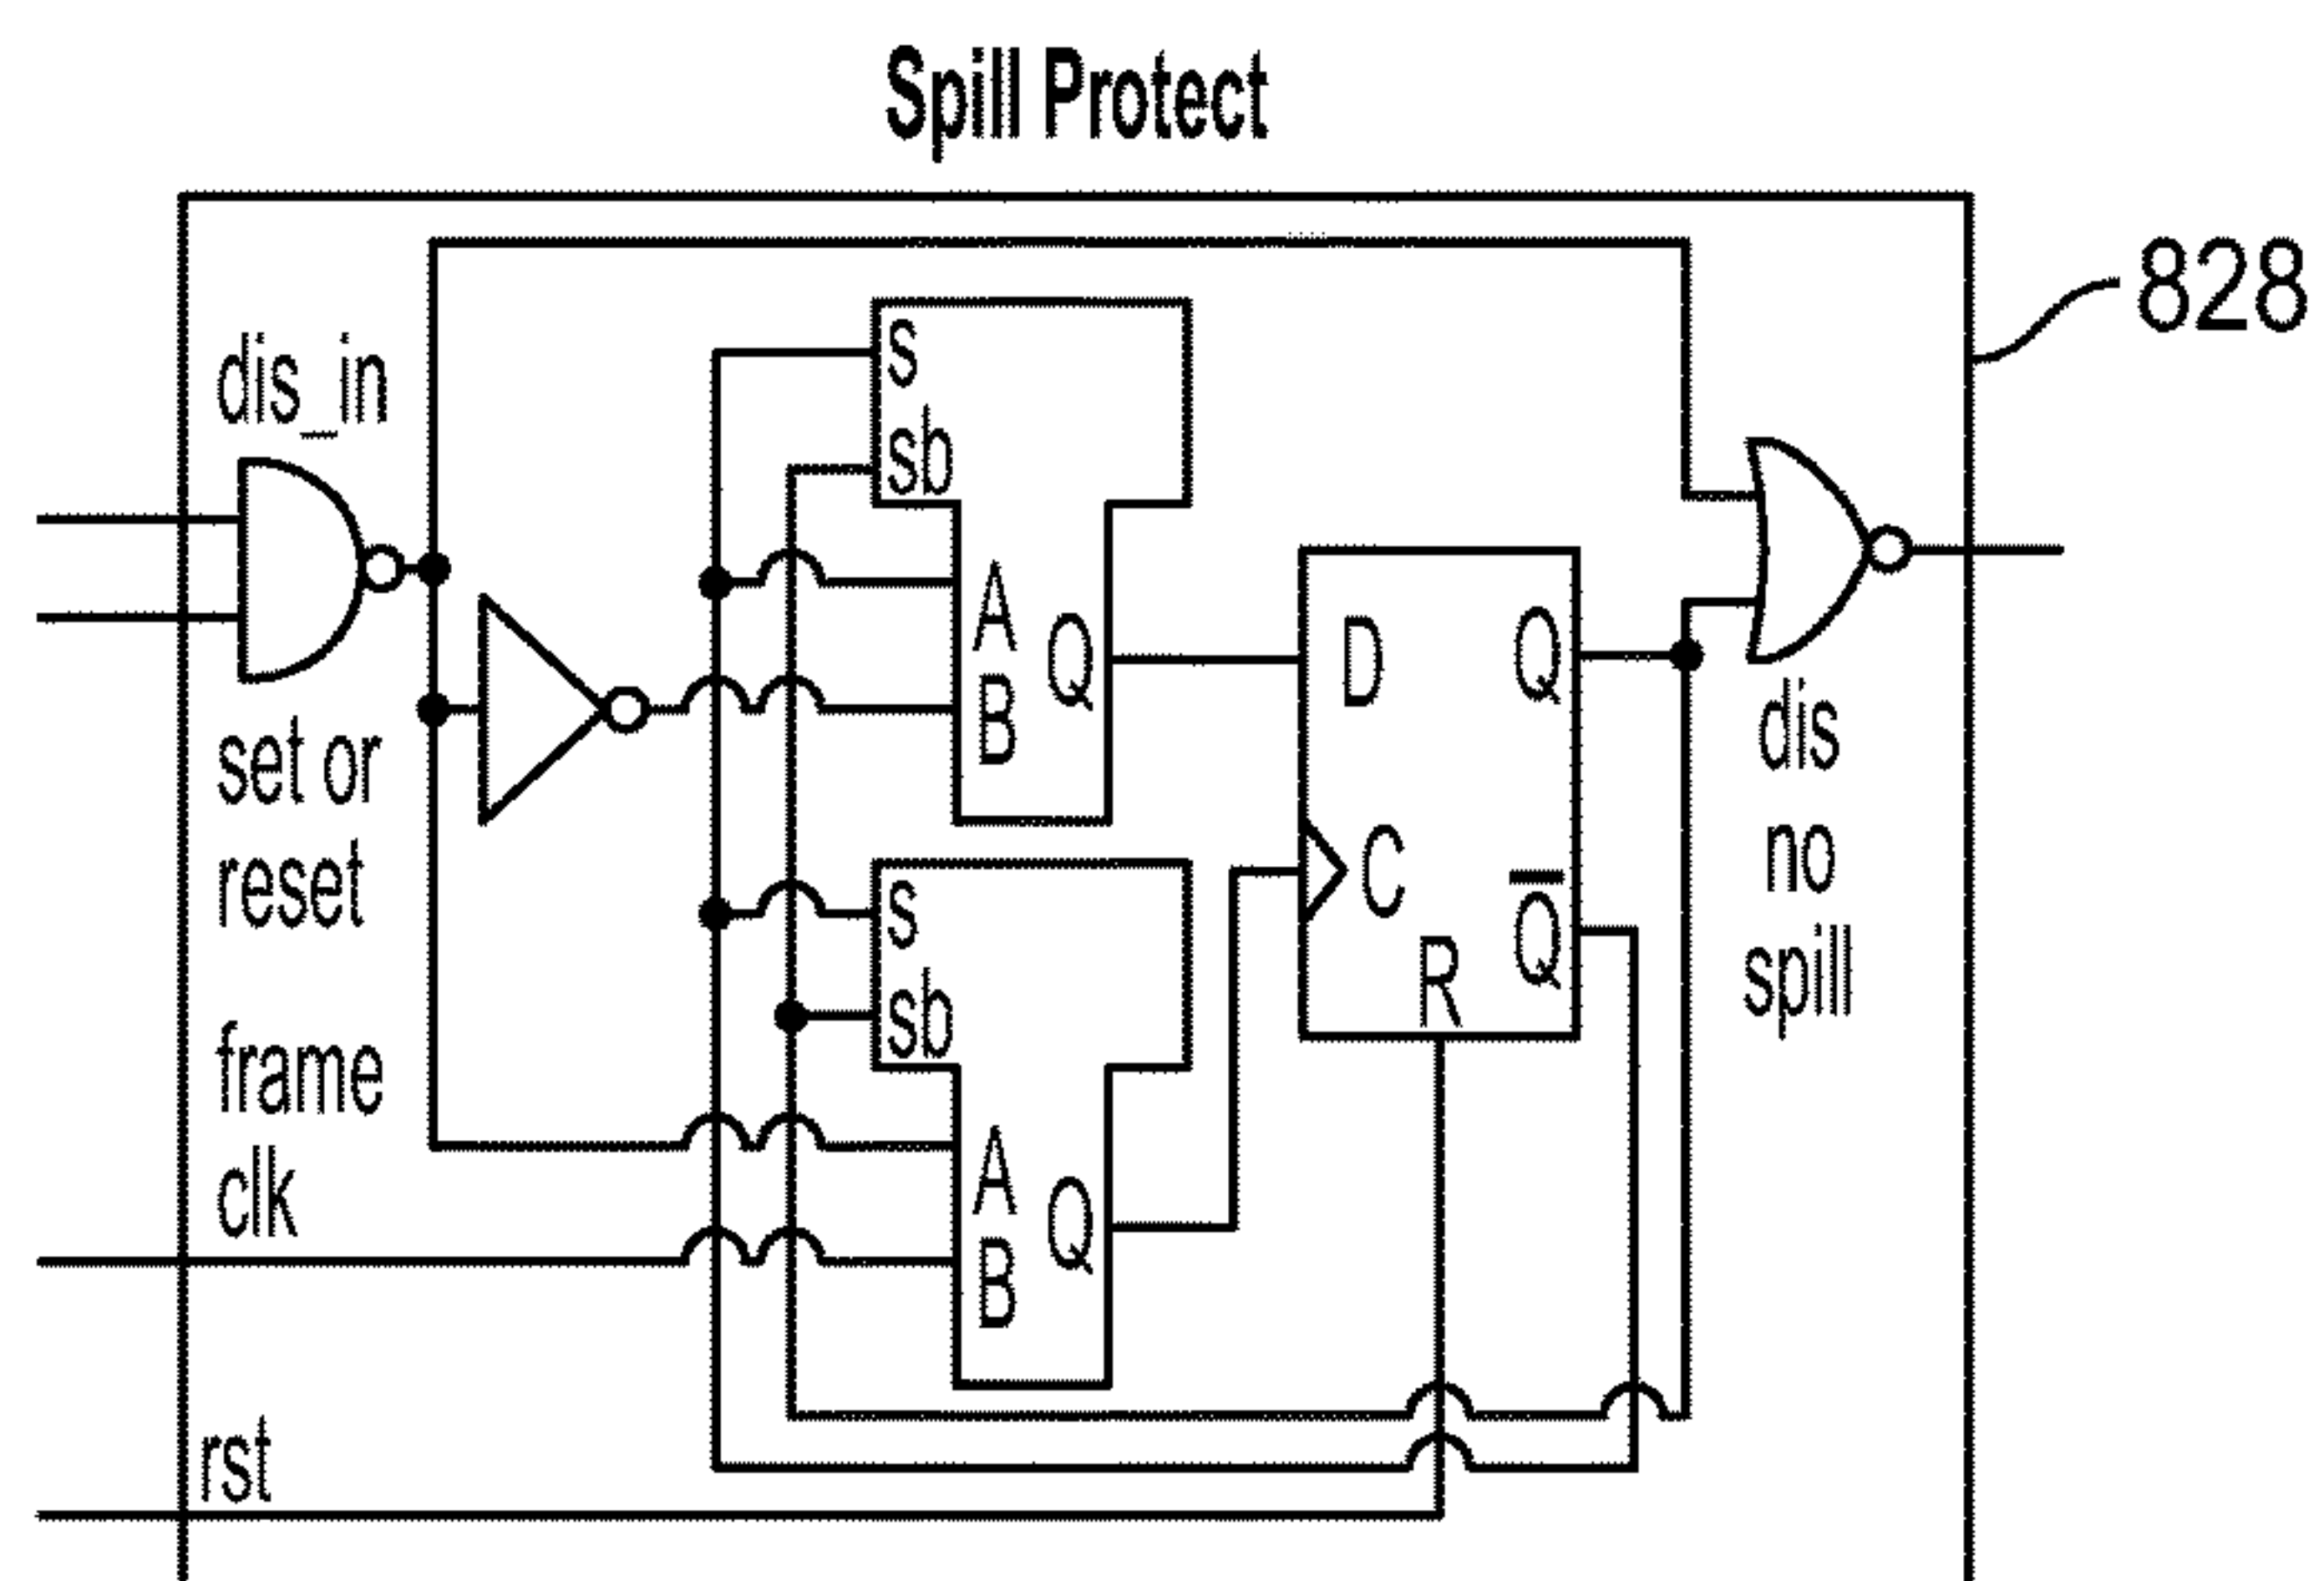 Spill Protect
828
dis_in
set or
reset
frame
clk
rst
s
sb
A
B
Q
s
sb
A
B
Q
D
C
R
Q
Q̅
dis
no
spill